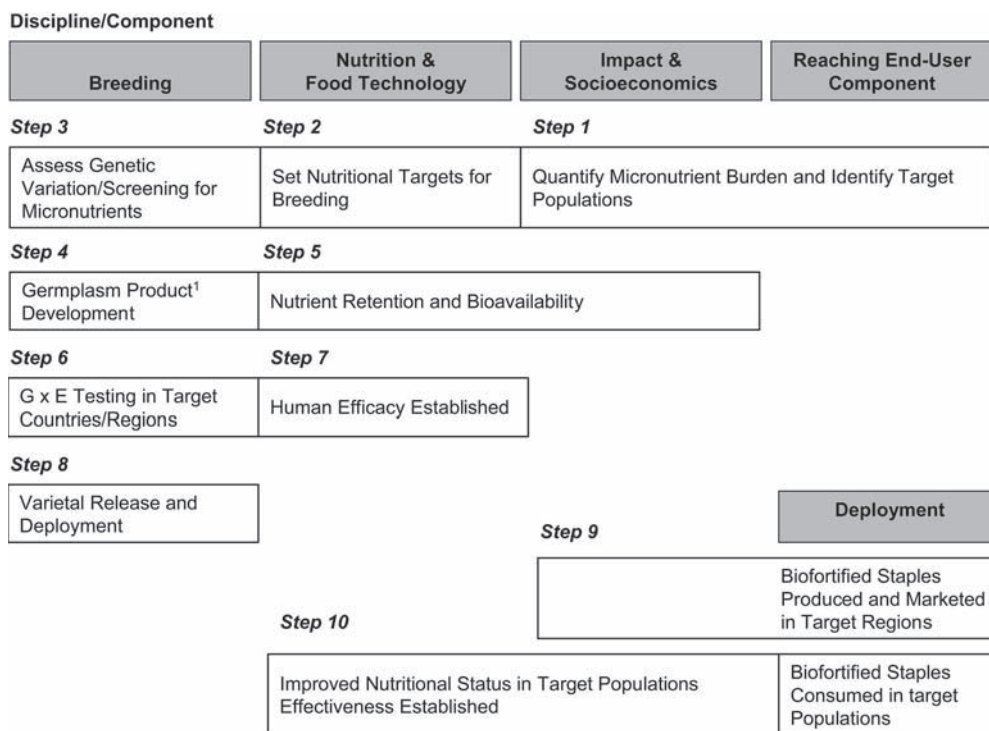 Discipline/Component
Breeding
Nutrition &
Food Technology
Impact &
Socioeconomics
Reaching End-User
Component
Step 3
Step 2
Step 1
Assess Genetic
Variation/Screening for
Micronutrients
Set Nutritional Targets for
Breeding
Quantify Micronutrient Burden and Identify Target
Populations
Step 4
Step 5
Germplasm Product¹
Development
Nutrient Retention and Bioavailability
Step 6
Step 7
G x E Testing in Target
Countries/Regions
Human Efficacy Established
Step 8
Varietal Release and
Deployment
Deployment
Step 9
Biofortified Staples
Produced and Marketed
in Target Regions
Step 10
Improved Nutritional Status in Target Populations
Effectiveness Established
Biofortified Staples
Consumed in target
Populations